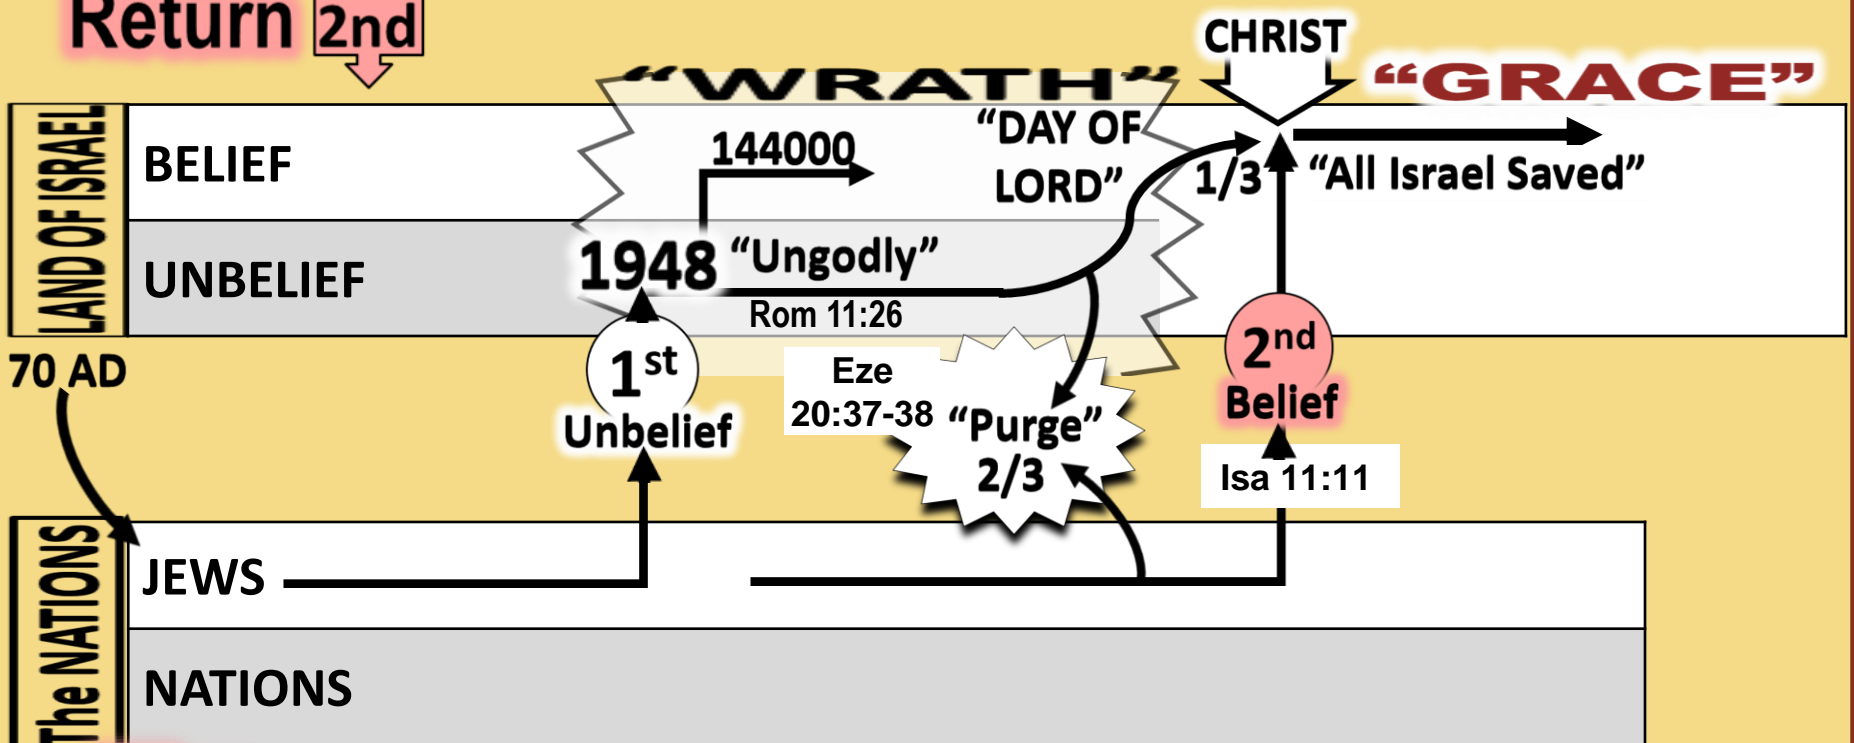 Return 2nd
CHRIST
“WRATH”
“GRACE”
LAND OF ISRAEL
BELIEF
144000
“DAY OF
LORD”
1/3
“All Israel Saved”
UNBELIEF
1948 “Ungodly”
Rom 11:26
70 AD
1st
Unbelief
Eze
20:37-38
“Purge”
2/3
2nd
Belief
Isa 11:11
The NATIONS
JEWS
NATIONS